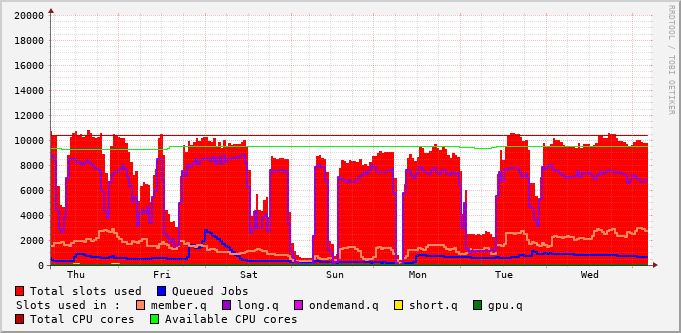 20000
18000
16000
14000
12000
10000
8000
6000
4000
2000
0
Thu Fri Sat Sun Mon Tue Wed
RRDTOOL / TOBI OETIKER
Total slots used Queued Jobs
Slots used in : member.q long.q ondemand.q short.q gpu.q
Total CPU cores Available CPU cores